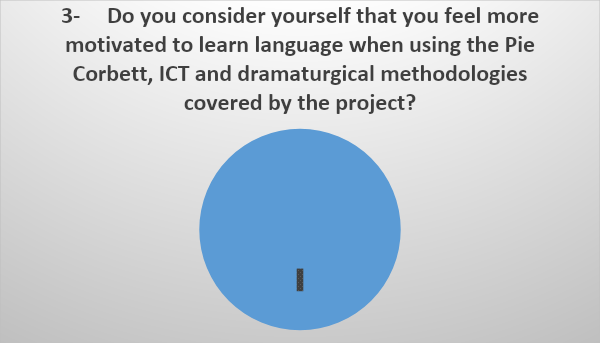 3- Do you consider yourself that you feel more
motivated to learn language when using the Pie
Corbett, ICT and dramaturgical methodologies
covered by the project?